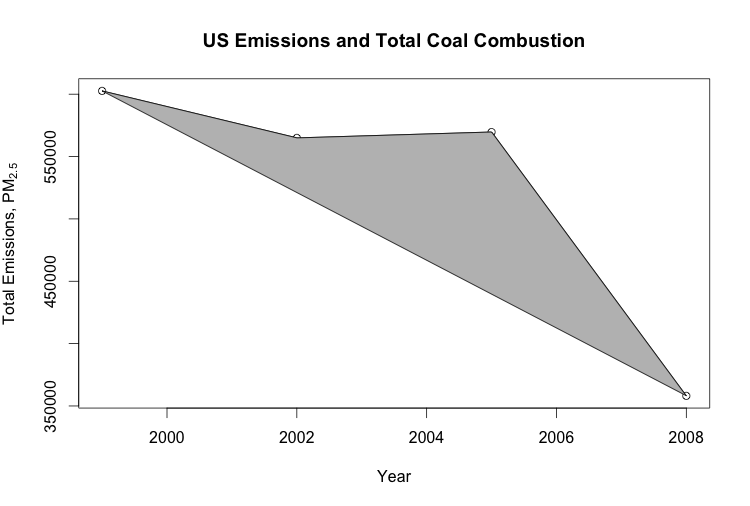 US Emissions and Total Coal Combustion
Total Emissions, PM2.5
550000
450000
350000
2000 2002 2004 2006 2008
Year